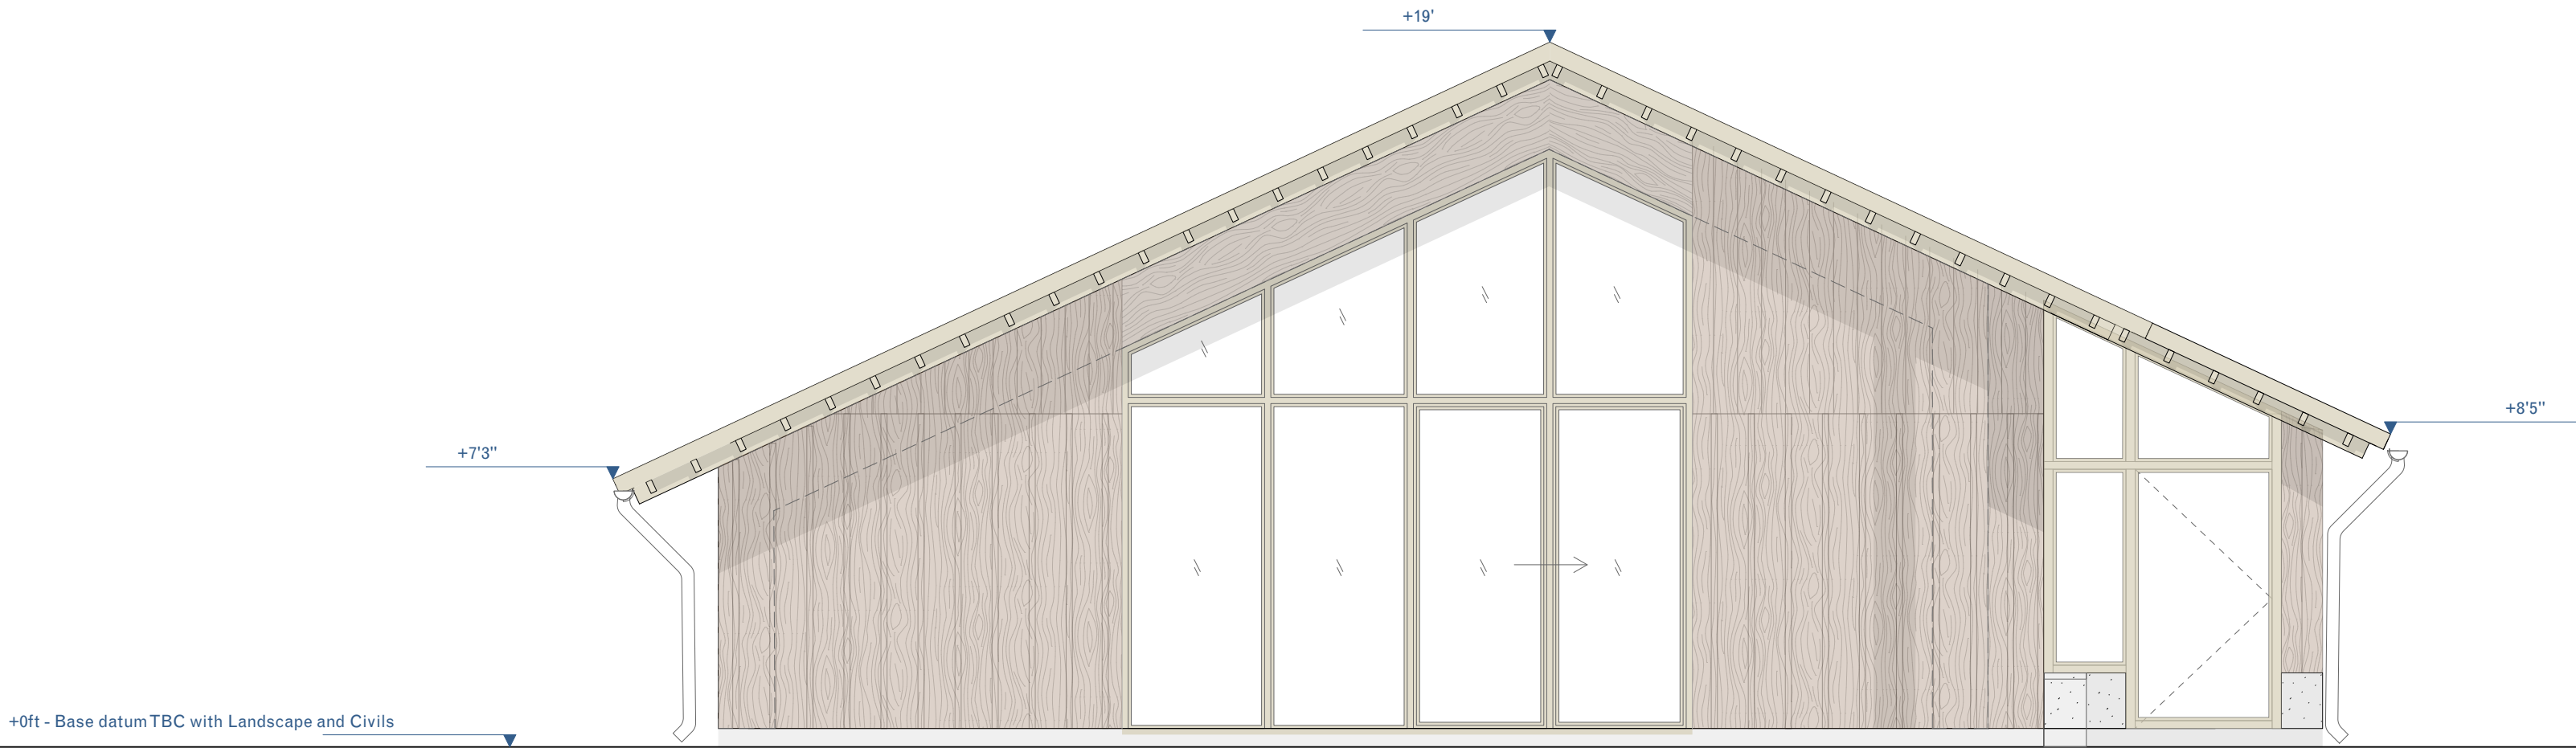 +19'
+8'5''
+7'3''
+0ft - Base datum TBC with Landscape and Civils